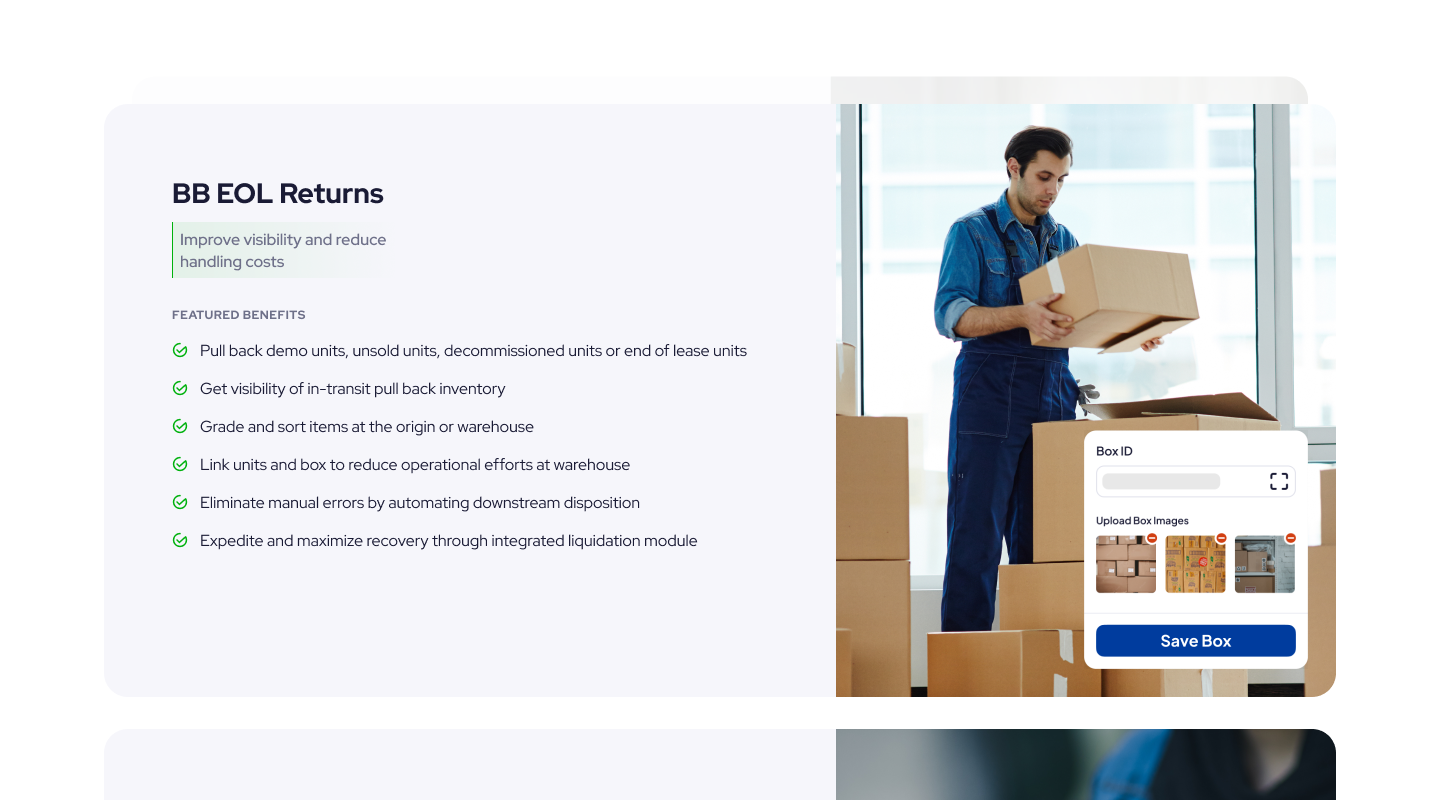 BB EOL Returns
Improve visibility and reduce
handling costs
FEATURED BENEFITS
Pull back demo units, unsold units, decommissioned units or end of lease units
Get visibility of in-transit pull back inventory
Grade and sort items at the origin or warehouse
Link units and box to reduce operational efforts at warehouse
Eliminate manual errors by automating downstream disposition
Expedite and maximize recovery through integrated liquidation module
Box ID
Upload Box Images
Save Box